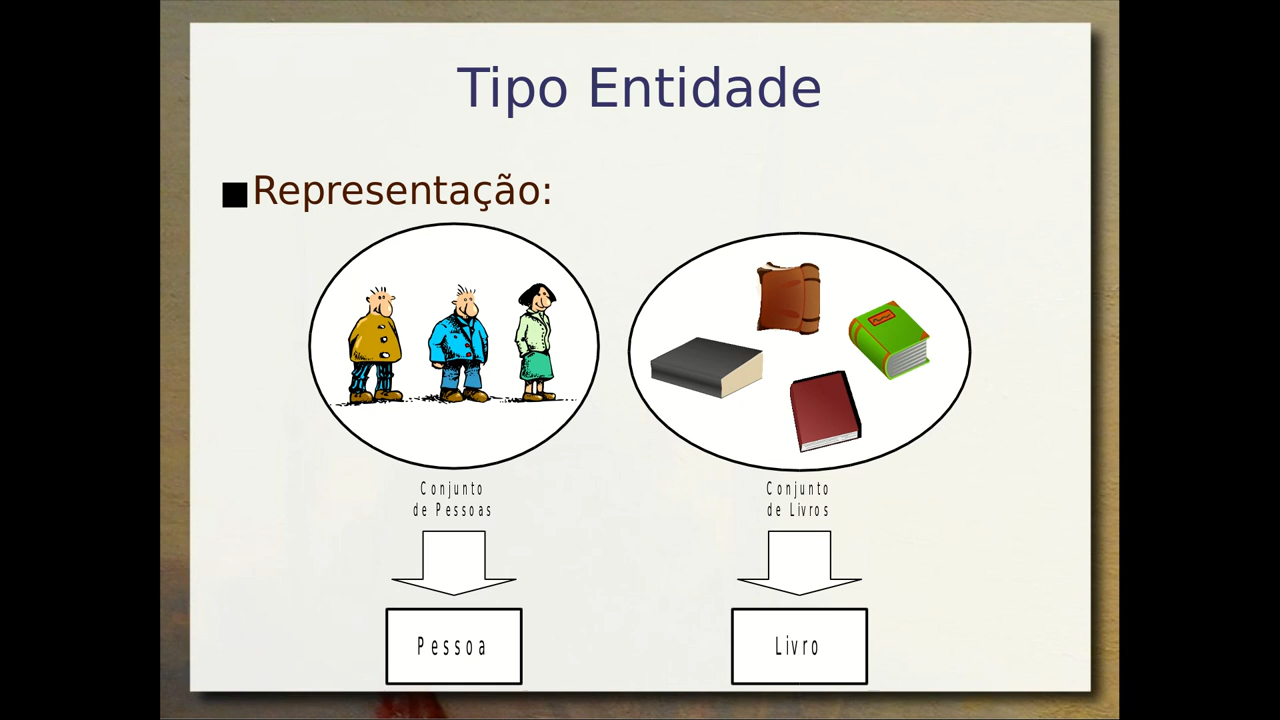 Tipo Entidade
Representação:
Conjunto
de Pessoas
Conjunto
de Livros
Pessoa
Livro